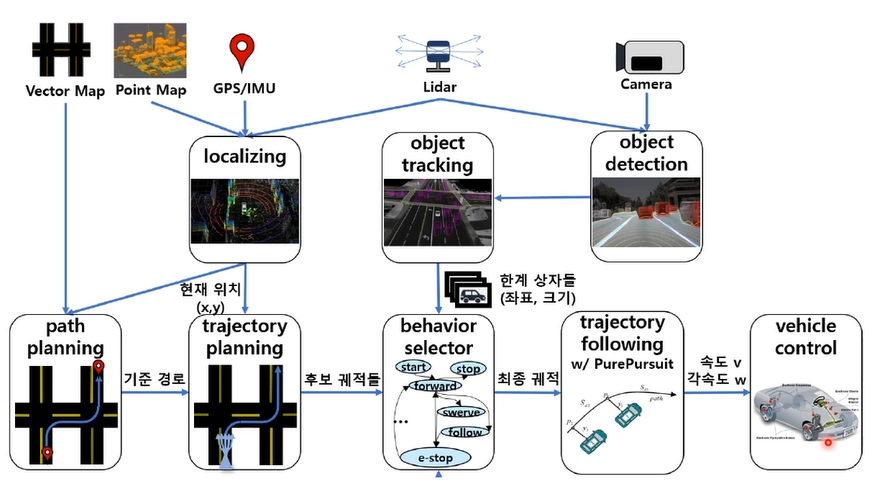 Vector Map
Point Map
GPS/IMU
Lidar
Camera
localizing
object
tracking
object
detection
현재 위치
(x,y)
한계 상자들
(좌표, 크기)
path
planning
기준 경로
trajectory
planning
후보 궤적들
behavior
selector
start
stop
forward
swerve
...
follow
e-stop
최종 궤적
trajectory
following
w/ PurePursuit
path
속도 v
각속도 w
vehicle
control